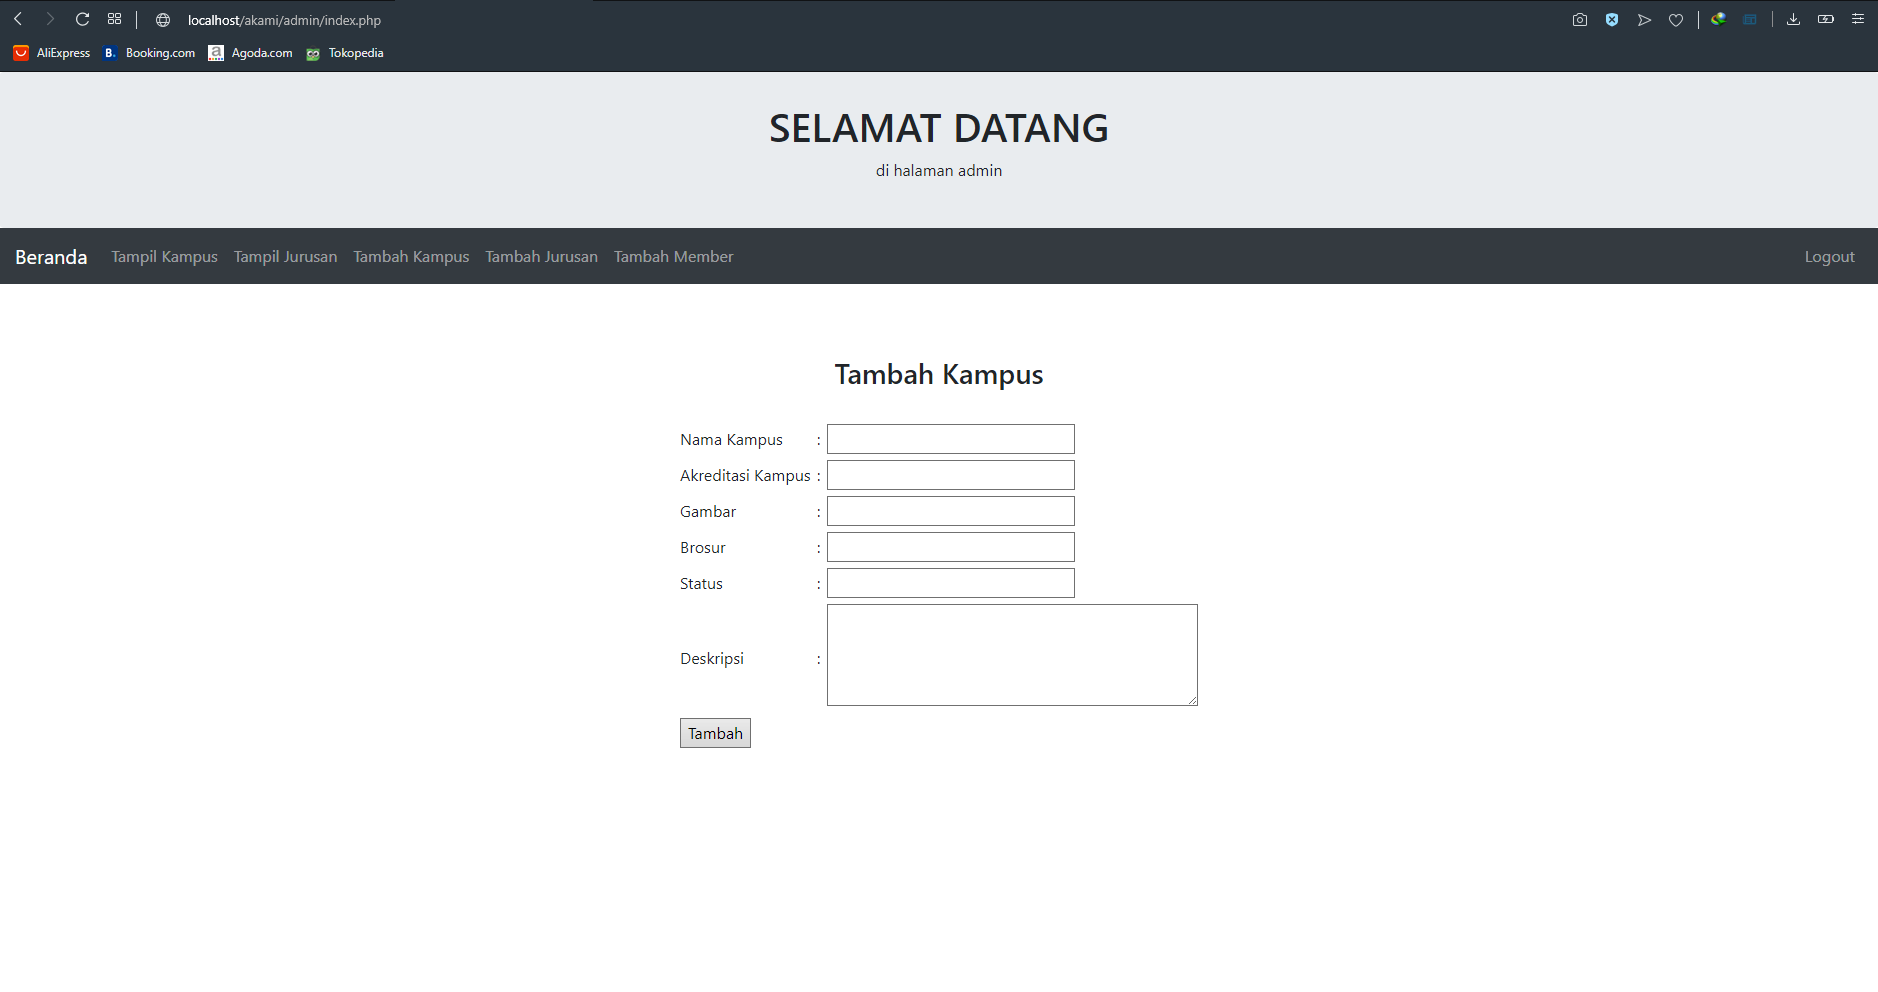 localhost/akami/admin/index.php
AliExpress B. Booking.com a Agoda.com Tokopedia
SELAMAT DATANG
di halaman admin
Beranda Tampil Kampus Tampil Jurusan Tambah Kampus Tambah Jurusan Tambah Member Logout
Tambah Kampus
Nama Kampus :
Akreditasi Kampus :
Gambar :
Brosur :
Status :
Deskripsi :
Tambah